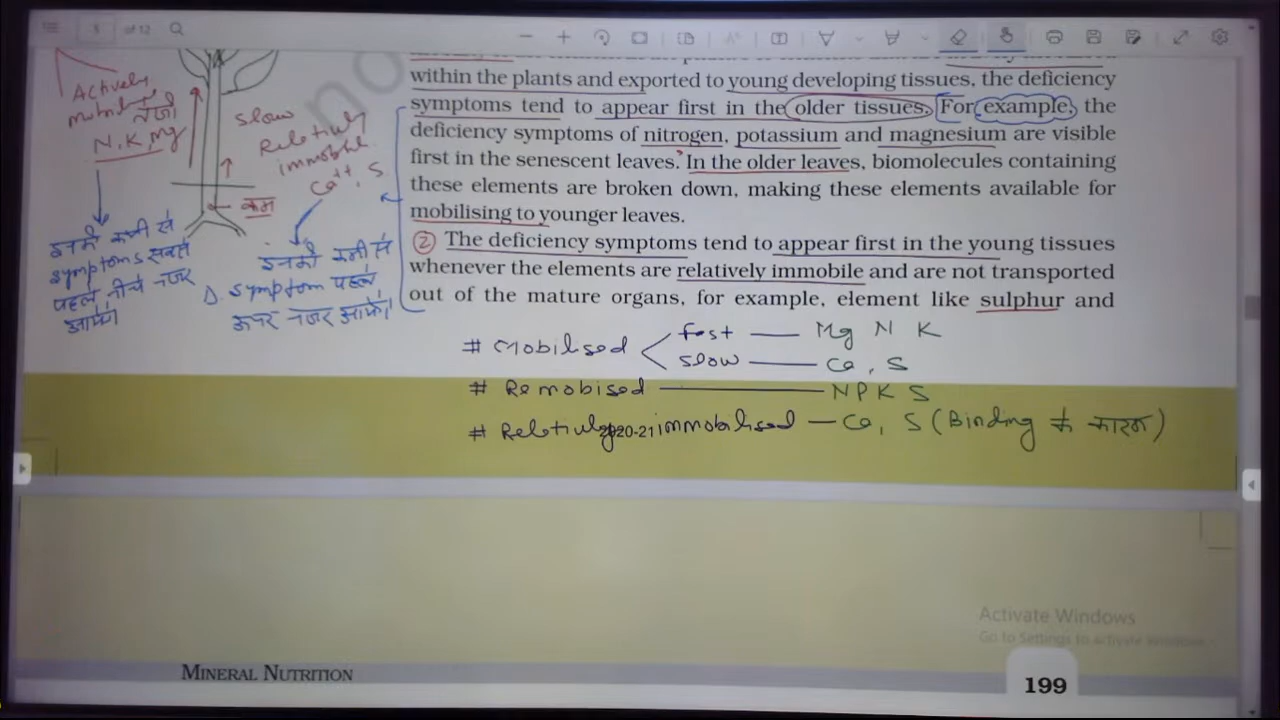 5 of 12
within the plants and exported to young developing tissues, the deficiency
symptoms tend to appear first in the older tissues. For example, the
deficiency symptoms of nitrogen, potassium and magnesium are visible
first in the senescent leaves. In the older leaves, biomolecules containing
these elements are broken down, making these elements available for
mobilising to younger leaves.
② The deficiency symptoms tend to appear first in the young tissues
whenever the elements are relatively immobile and are not transported
out of the mature organs, for example, element like sulphur and
Actively
N, K, Mg
slow
Relatively
immobile
Ca++, S
कम
इनकी कमी से
symptoms सबसे
पहले नीचे नजर
आयेंगे
इनकी कमी से
D. symptom पहले
ऊपर नजर आयेंगे
# Mobilised
fast — Mg N K
slow — Ca, S
# Remobised — NPK S
# Relatively immobilised — Ca, S (Binding के कारण)
2020-21
Activate Windows
Go to Settings to activate Windows.
MINERAL NUTRITION
199